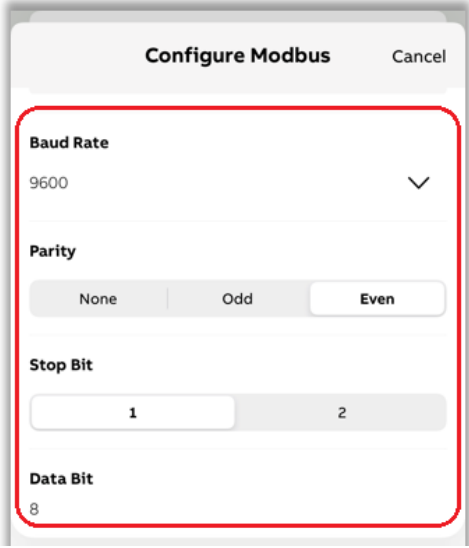 Configure Modbus Cancel
Baud Rate
9600
Parity
None Odd Even
Stop Bit
1 2
Data Bit
8